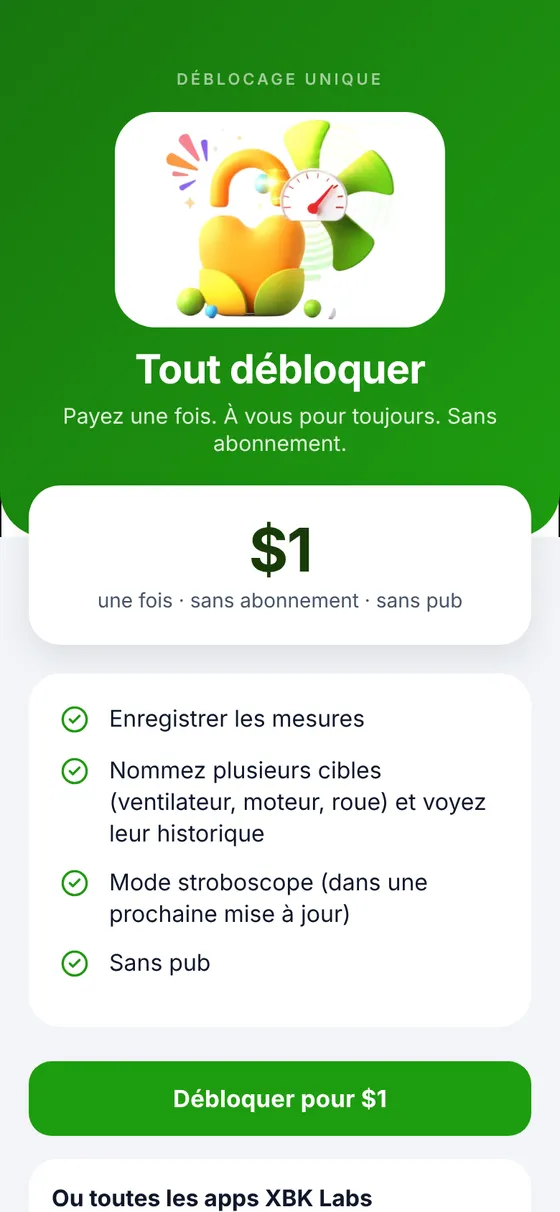 DÉBLOCAGE UNIQUE
Tout débloquer
Payez une fois. À vous pour toujours. Sans
abonnement.
$1
une fois · sans abonnement · sans pub
Enregistrer les mesures
Nommez plusieurs cibles
(ventilateur, moteur, roue) et voyez
leur historique
Mode stroboscope (dans une
prochaine mise à jour)
Sans pub
Débloquer pour $1
Ou toutes les apps XBK Labs